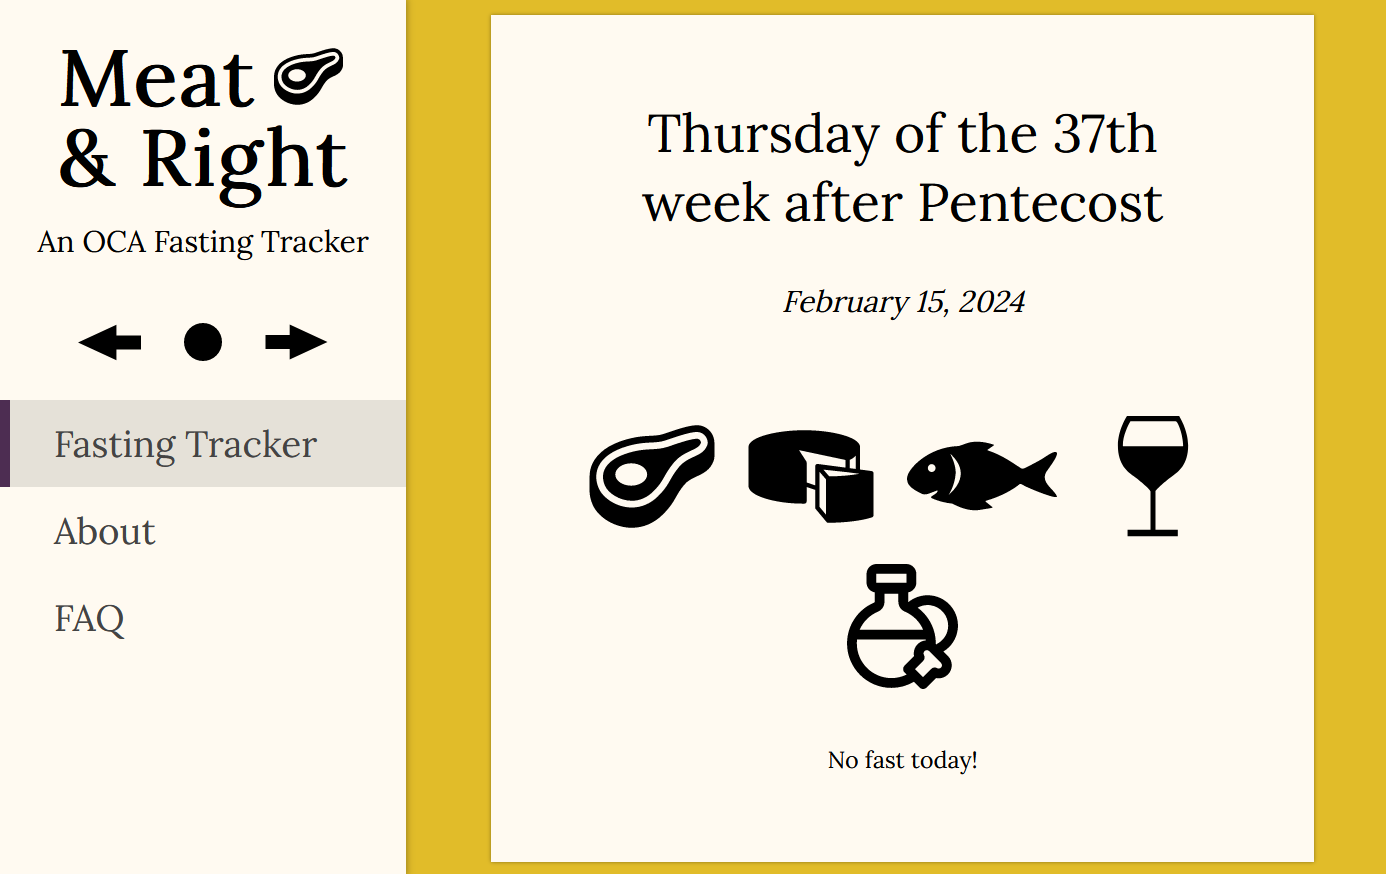 Meat
& Right
An OCA Fasting Tracker
Fasting Tracker
About
FAQ
Thursday of the 37th
week after Pentecost
February 15, 2024
No fast today!